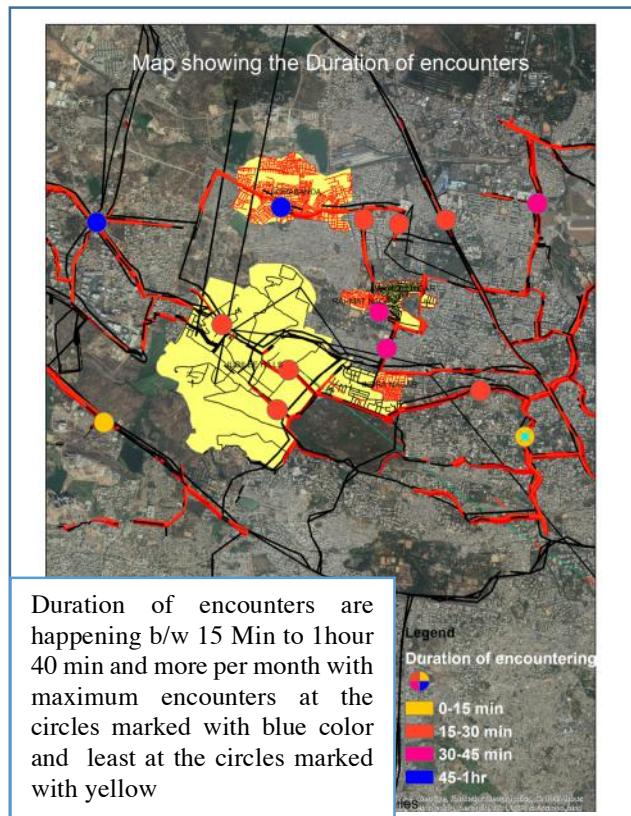 Map showing the Duration of encounters
JUBILEE HILLS
Duration of encounters are
happening b/w 15 Min to 1hour
40 min and more per month with
maximum encounters at the
circles marked with blue color
and least at the circles marked
with yellow
Legend
Duration of encountering
0-15 min
15-30 min
30-45 min
45-1hr